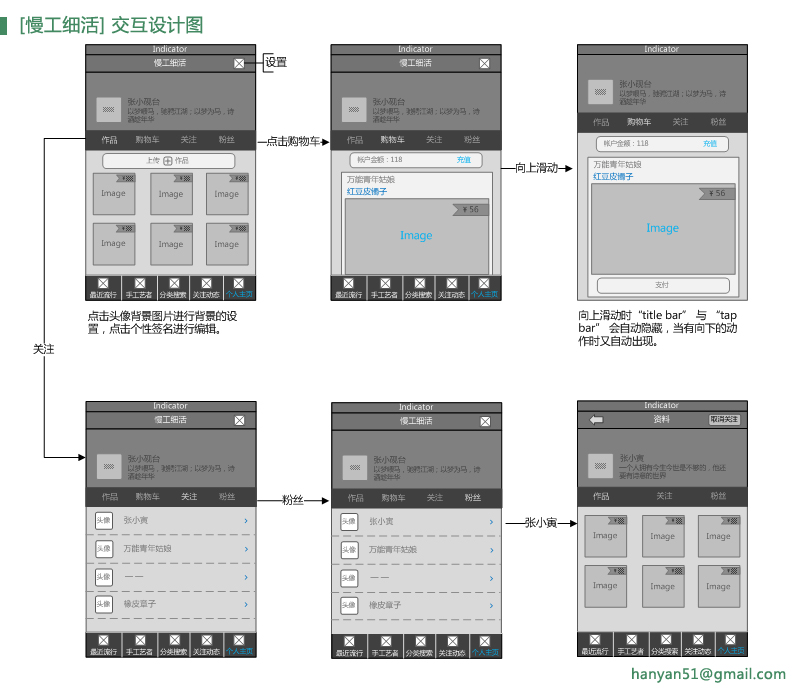 [慢工细活] 交互设计图
Indicator
慢工细活
设置
张小砚台
以梦喂马，驰骋江湖；以梦为马，诗
酒趁年华
作品 购物车 关注 粉丝
上传 作品
Image Image Image
Image Image Image
最近流行 手工艺者 分类搜索 关注动态 个人主页
点击头像背景图片进行背景的设
置，点击个性签名进行编辑。
点击购物车
Indicator
慢工细活
张小砚台
以梦喂马，驰骋江湖；以梦为马，诗
酒趁年华
作品 购物车 关注 粉丝
帐户金额：118 充值
万能青年姑娘
红豆皮橘子
¥ 56
Image
最近流行 手工艺者 分类搜索 关注动态 个人主页
向上滑动
Indicator
张小砚台
以梦喂马，驰骋江湖；以梦为马，诗
酒趁年华
作品 购物车 关注 粉丝
帐户金额：118 充值
万能青年姑娘
红豆皮橘子
¥ 56
Image
支付
向上滑动时“title bar” 与 “tap
bar” 会自动隐藏，当有向下的动
作时又自动出现。
关注
Indicator
慢工细活
张小砚台
以梦喂马，驰骋江湖；以梦为马，诗
酒趁年华
作品 购物车 关注 粉丝
头像 张小寅 ›
头像 万能青年姑娘 ›
头像 一 一 ›
头像 橡皮章子 ›
最近流行 手工艺者 分类搜索 关注动态 个人主页
粉丝
Indicator
慢工细活
张小砚台
以梦喂马，驰骋江湖；以梦为马，诗
酒趁年华
作品 购物车 关注 粉丝
头像 张小寅 ›
头像 万能青年姑娘 ›
头像 一 一 ›
头像 橡皮章子 ›
最近流行 手工艺者 分类搜索 关注动态 个人主页
张小寅
Indicator
资料 取消关注
张小寅
一个人拥有今生今世是不够的，他还
要有诗意的世界
作品 关注 粉丝
Image Image Image
Image Image Image
最近流行 手工艺者 分类搜索 关注动态 个人主页
hanyan51@gmail.com